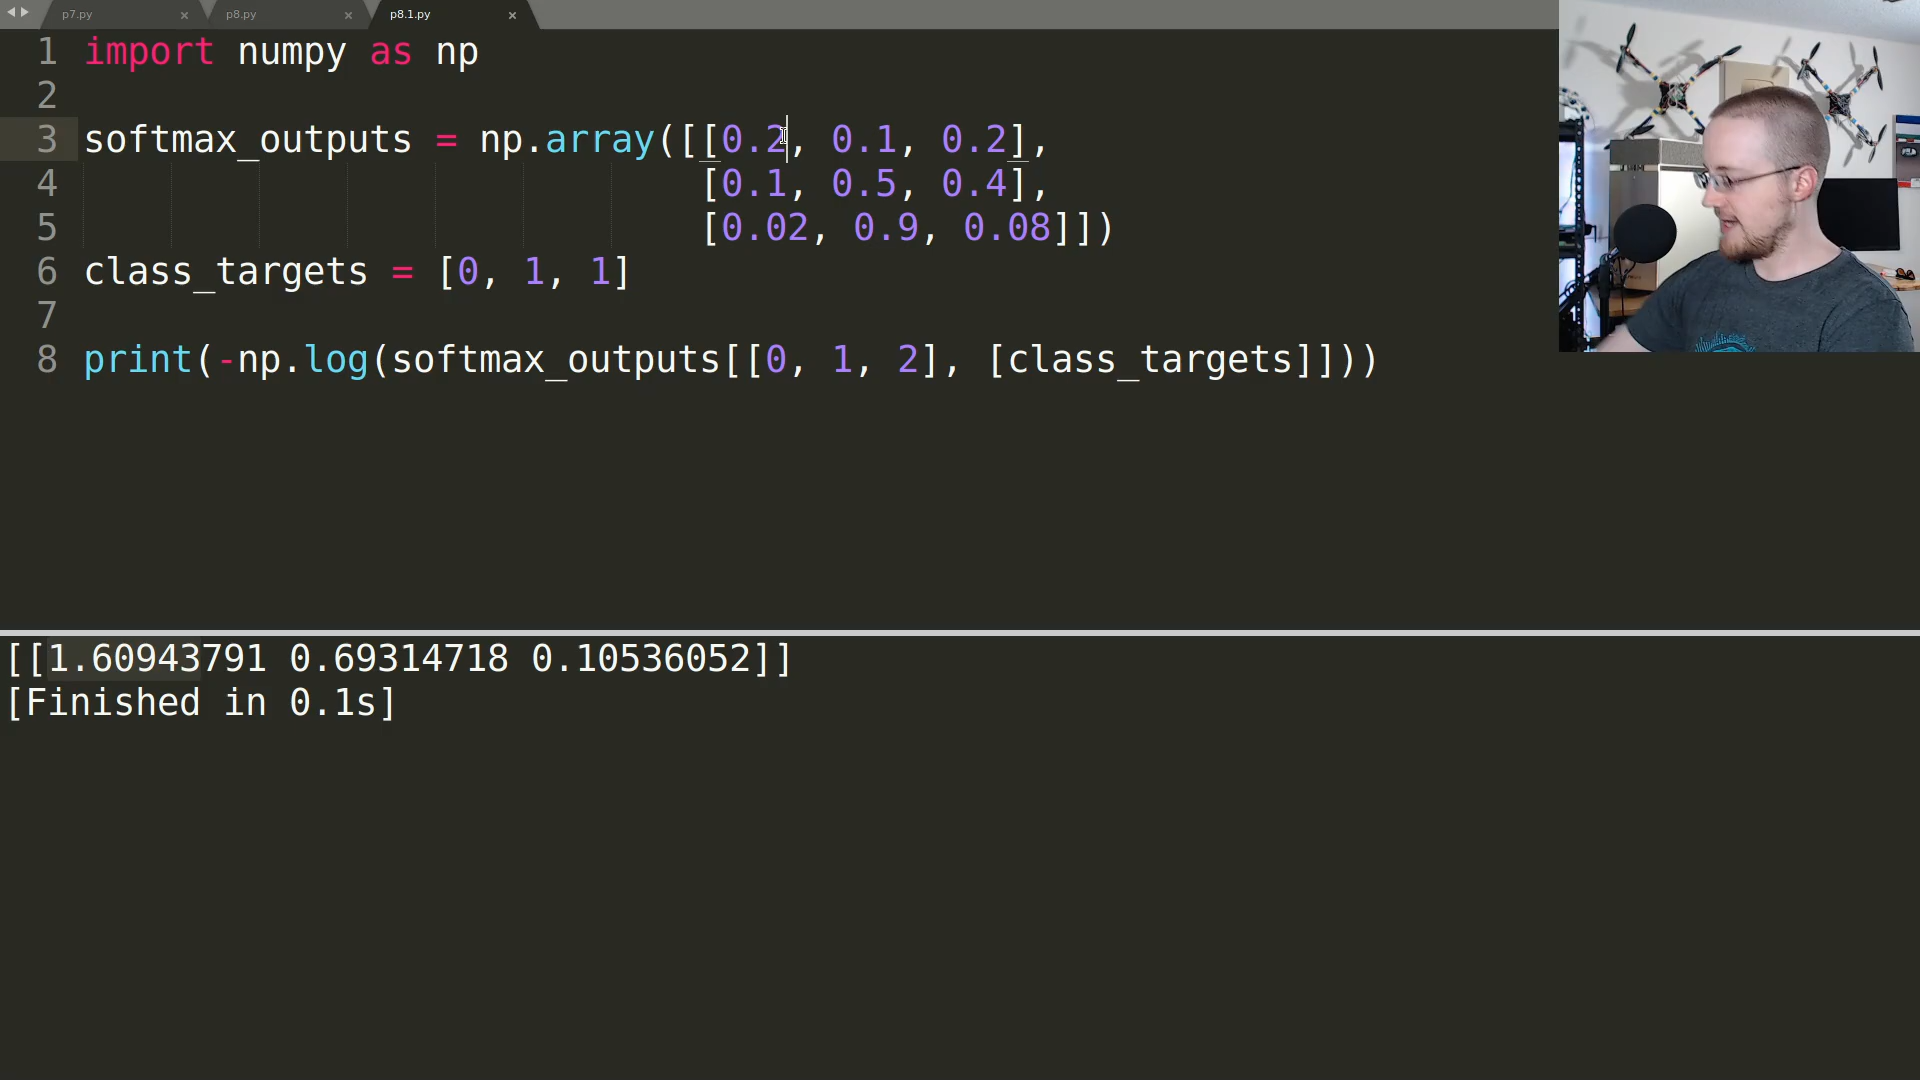 p7.py × p8.py × p8.1.py ×
1 import numpy as np
2
3 softmax_outputs = np.array([[0.2, 0.1, 0.2],
4 [0.1, 0.5, 0.4],
5 [0.02, 0.9, 0.08]])
6 class_targets = [0, 1, 1]
7
8 print(-np.log(softmax_outputs[[0, 1, 2], [class_targets]]))
[[1.60943791 0.69314718 0.10536052]]
[Finished in 0.1s]